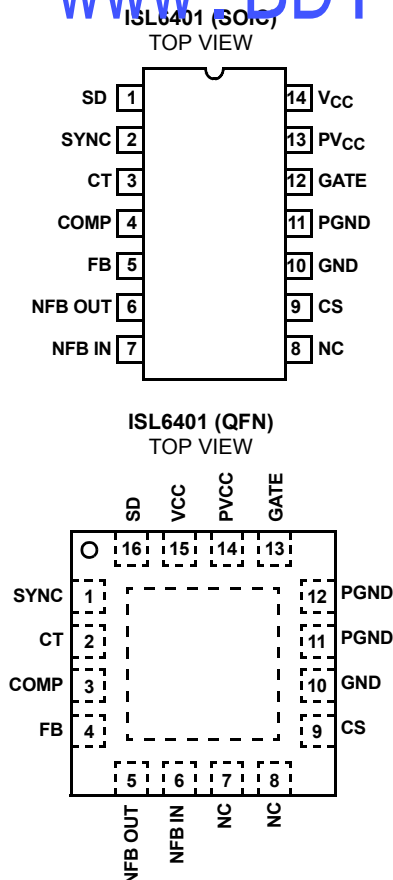 www.BDT
ISL6401 (SOIC)
TOP VIEW
SD 1 14 VCC
SYNC 2 13 PVCC
CT 3 12 GATE
COMP 4 11 PGND
FB 5 10 GND
NFB OUT 6 9 CS
NFB IN 7 8 NC
ISL6401 (QFN)
TOP VIEW
SD VCC PVCC GATE
16 15 14 13
SYNC 1 12 PGND
CT 2 11 PGND
COMP 3 10 GND
FB 4 9 CS
5 6 7 8
NFB OUT NFB IN NC NC